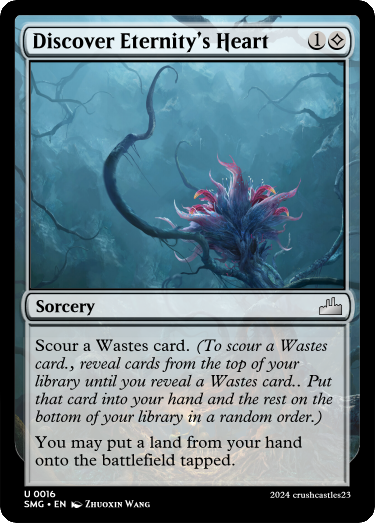 Discover Eternity's Heart 1
Sorcery
Scour a Wastes card. (To scour a Wastes
card., reveal cards from the top of your
library until you reveal a Wastes card.. Put
that card into your hand and the rest on the
bottom of your library in a random order.)
You may put a land from your hand
onto the battlefield tapped.
U 0016
SMG • EN Zhuoxin Wang
2024 crushcastles23